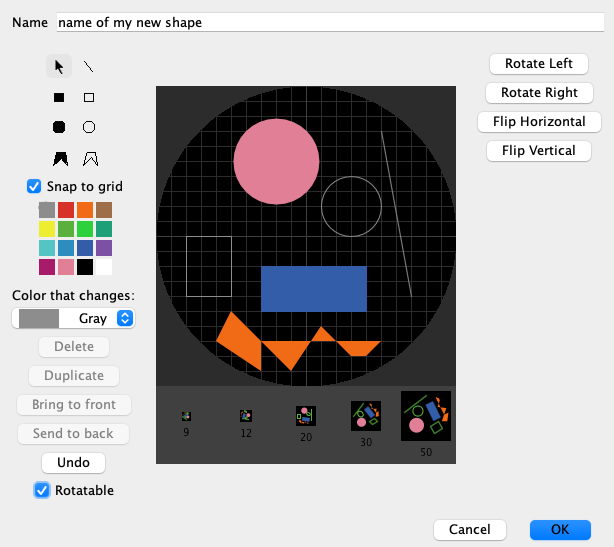 Name name of my new shape
Rotate Left
Rotate Right
Flip Horizontal
Flip Vertical
Snap to grid
Color that changes:
Gray
Delete
Duplicate
Bring to front
Send to back
Undo
Rotatable
9 12 20 30 50
Cancel OK